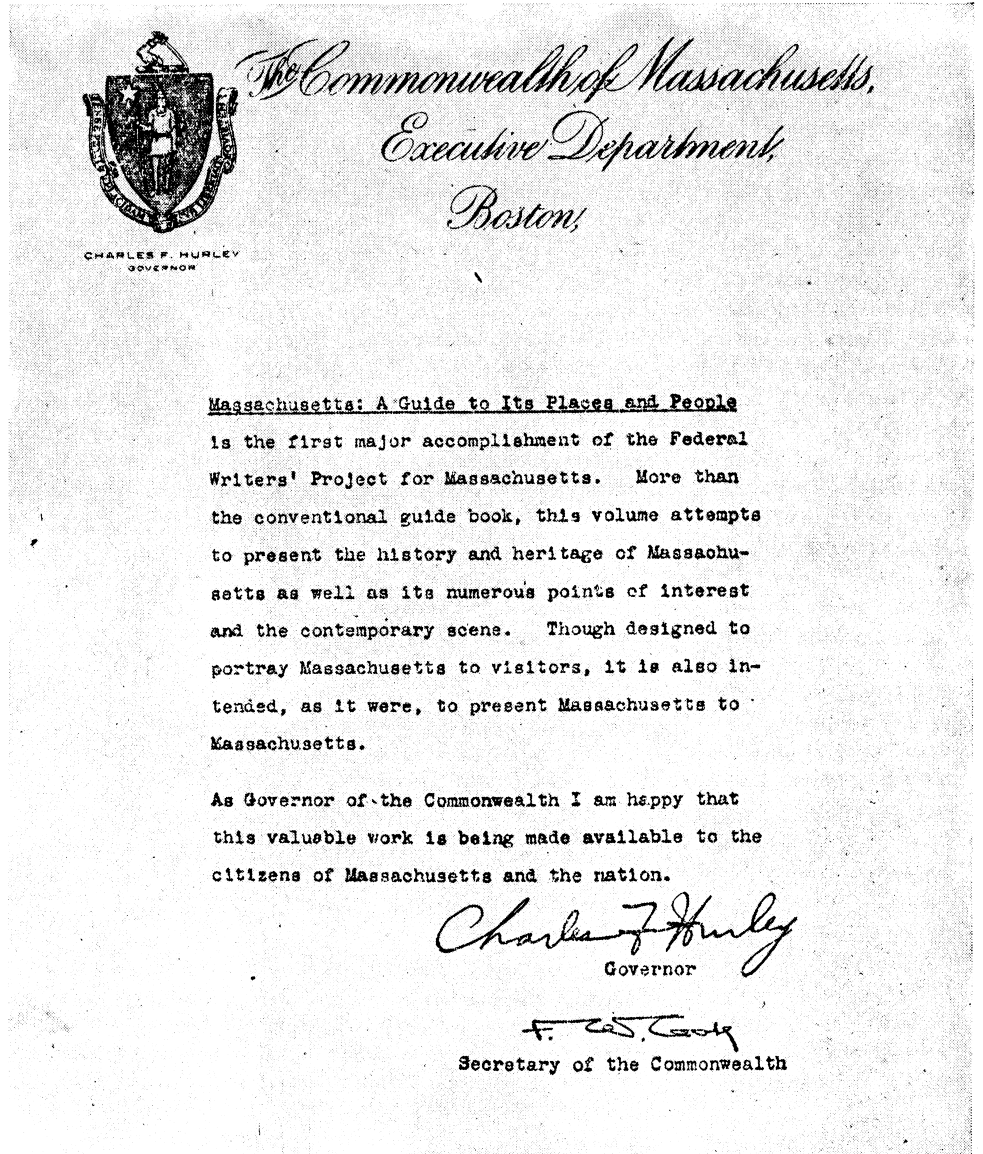 The Commonwealth of Massachusetts,
Executive Department,
Boston,
CHARLES F. HURLEY
GOVERNOR
Massachusetts: A Guide to Its Places and People
is the first major accomplishment of the Federal
Writers' Project for Massachusetts. More than
the conventional guide book, this volume attempts
to present the history and heritage of Massachu-
setts as well as its numerous points of interest
and the contemporary scene. Though designed to
portray Massachusetts to visitors, it is also in-
tended, as it were, to present Massachusetts to
Massachusetts.
As Governor of the Commonwealth I am happy that
this valuable work is being made available to the
citizens of Massachusetts and the nation.
Charles F Hurley
Governor
F. W. Cook
Secretary of the Commonwealth